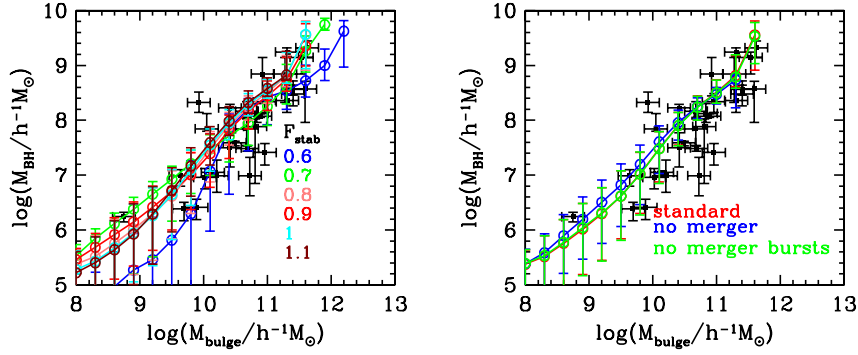 10
9
8
7
6
5
log(M_BH/h⁻¹M_⊙)
F_stab
0.6
0.7
0.8
0.9
1
1.1
8 9 10 11 12 13
log(M_bulge/h⁻¹M_⊙)
10
9
8
7
6
5
log(M_BH/h⁻¹M_⊙)
standard
no merger
no merger bursts
8 9 10 11 12 13
log(M_bulge/h⁻¹M_⊙)